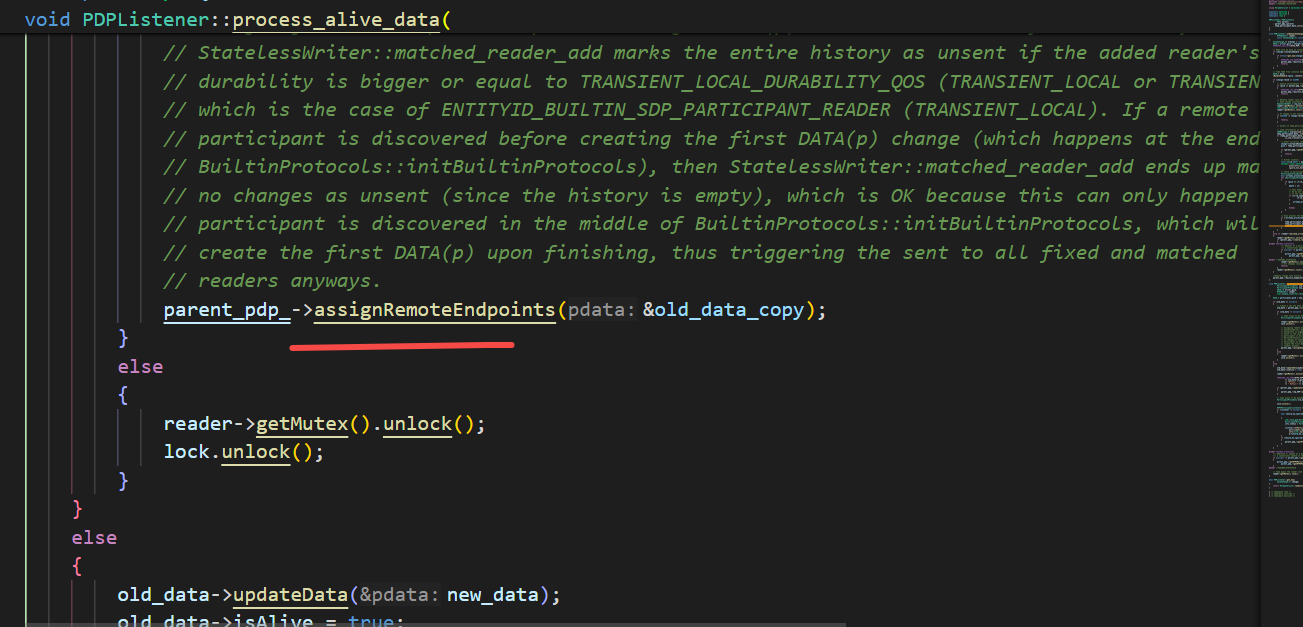 void PDPListener::process_alive_data(
// StatelessWriter::matched_reader_add marks the entire history as unsent if the added reader's
// durability is bigger or equal to TRANSIENT_LOCAL_DURABILITY_QOS (TRANSIENT_LOCAL or TRANSIEN
// which is the case of ENTITYID_BUILTIN_SDP_PARTICIPANT_READER (TRANSIENT_LOCAL). If a remote
// participant is discovered before creating the first DATA(p) change (which happens at the end
// BuiltinProtocols::initBuiltinProtocols), then StatelessWriter::matched_reader_add ends up ma
// no changes as unsent (since the history is empty), which is OK because this can only happen
// participant is discovered in the middle of BuiltinProtocols::initBuiltinProtocols, which wil
// create the first DATA(p) upon finishing, thus triggering the sent to all fixed and matched
// readers anyways.
parent_pdp_->assignRemoteEndpoints(pdata: &old_data_copy);
}
else
{
reader->getMutex().unlock();
lock.unlock();
}
}
else
{
old_data->updateData(&pdata: new_data);
old_data->isAlive = true;